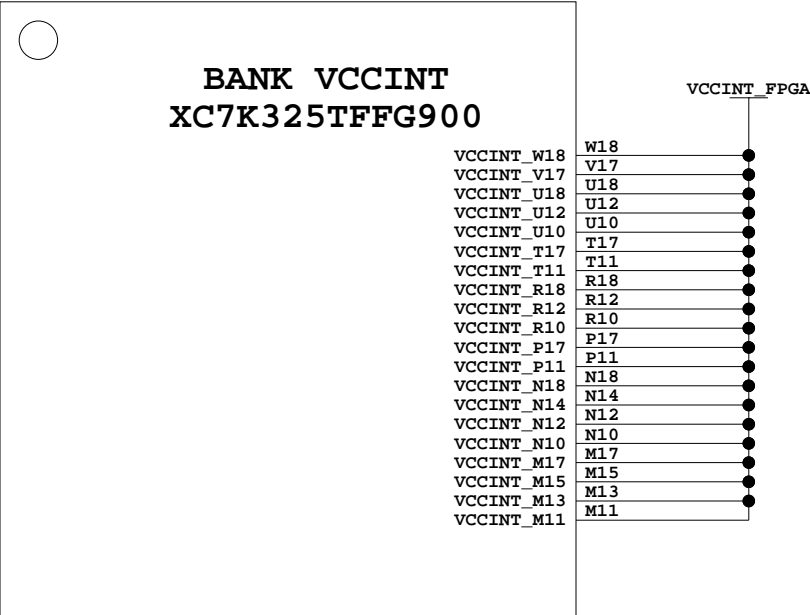 BANK VCCINT
XC7K325TFFG900
VCCINT_FPGA
VCCINT_W18 W18
VCCINT_V17 V17
VCCINT_U18 U18
VCCINT_U12 U12
VCCINT_U10 U10
VCCINT_T17 T17
VCCINT_T11 T11
VCCINT_R18 R18
VCCINT_R12 R12
VCCINT_R10 R10
VCCINT_P17 P17
VCCINT_P11 P11
VCCINT_N18 N18
VCCINT_N14 N14
VCCINT_N12 N12
VCCINT_N10 N10
VCCINT_M17 M17
VCCINT_M15 M15
VCCINT_M13 M13
VCCINT_M11 M11